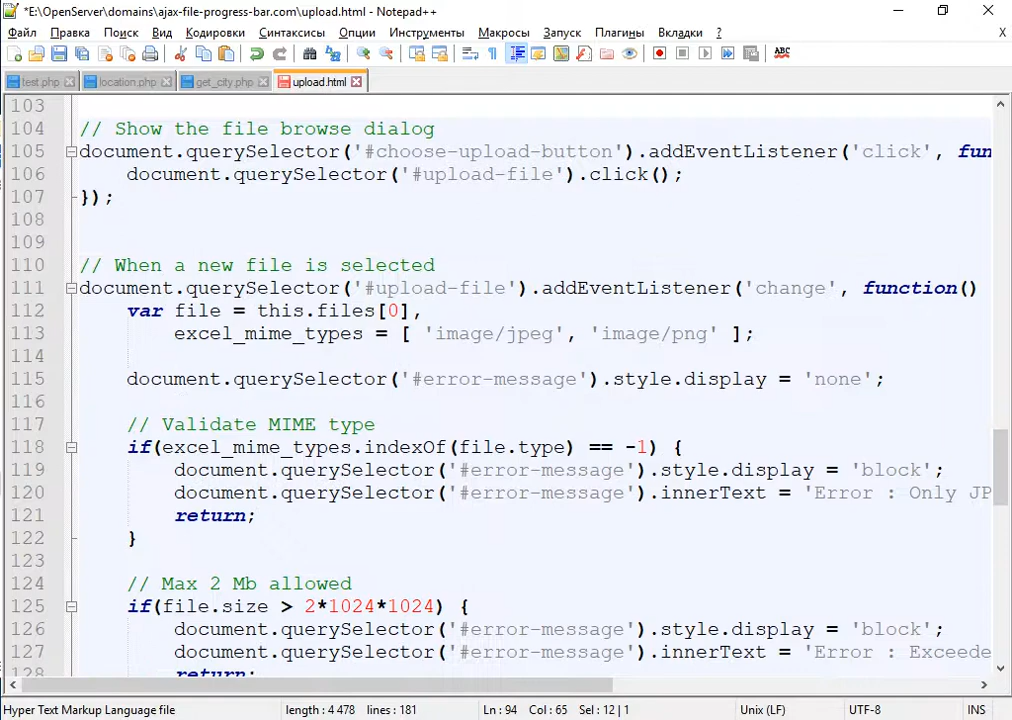 *E:\OpenServer\domains\ajax-file-progress-bar.com\upload.html - Notepad++
Файл Правка Поиск Вид Кодировки Синтаксисы Опции Инструменты Макросы Запуск Плагины Вкладки ? X
ABC
test.php location.php get_city.php upload.html
103
104 // Show the file browse dialog
105 document.querySelector('#choose-upload-button').addEventListener('click', fun
106 document.querySelector('#upload-file').click();
107 });
108
109
110 // When a new file is selected
111 document.querySelector('#upload-file').addEventListener('change', function()
112 var file = this.files[0],
113 excel_mime_types = [ 'image/jpeg', 'image/png' ];
114
115 document.querySelector('#error-message').style.display = 'none';
116
117 // Validate MIME type
118 if(excel_mime_types.indexOf(file.type) == -1) {
119 document.querySelector('#error-message').style.display = 'block';
120 document.querySelector('#error-message').innerText = 'Error : Only JP
121 return;
122 }
123
124 // Max 2 Mb allowed
125 if(file.size > 2*1024*1024) {
126 document.querySelector('#error-message').style.display = 'block';
127 document.querySelector('#error-message').innerText = 'Error : Exceede
128 return;
Hyper Text Markup Language file length : 4 478 lines : 181 Ln : 94 Col : 65 Sel : 12 | 1 Unix (LF) UTF-8 INS